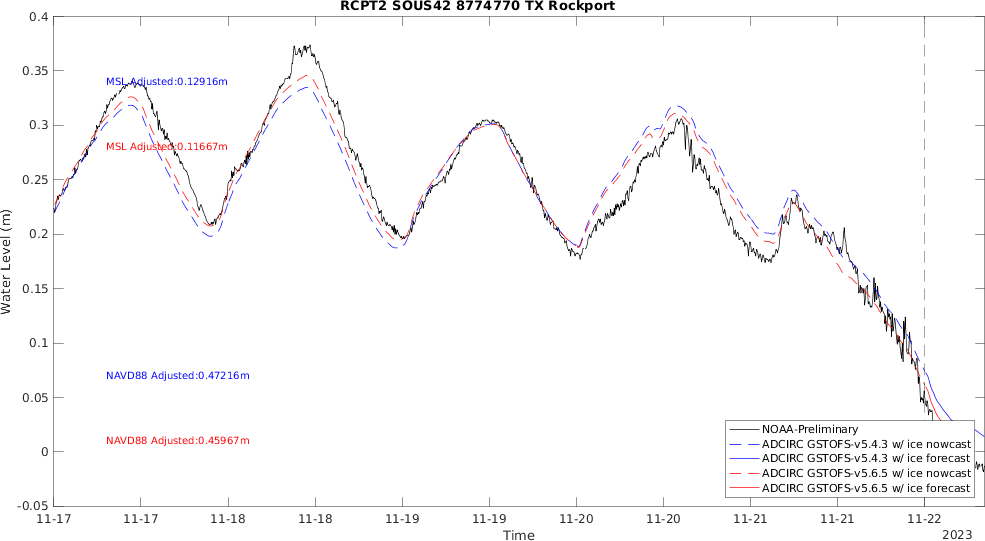 RCPT2 SOUS42 8774770 TX Rockport
0.4
0.35
0.3
0.25
0.2
0.15
0.1
0.05
0
-0.05
Water Level (m)
MSL Adjusted:0.12916m
MSL Adjusted:0.11667m
NAVD88 Adjusted:0.47216m
NAVD88 Adjusted:0.45967m
NOAA-Preliminary
ADCIRC GSTOFS-v5.4.3 w/ ice nowcast
ADCIRC GSTOFS-v5.4.3 w/ ice forecast
ADCIRC GSTOFS-v5.6.5 w/ ice nowcast
ADCIRC GSTOFS-v5.6.5 w/ ice forecast
11-17 11-17 11-18 11-18 11-19 11-19 11-20 11-20 11-21 11-21 11-22
Time
2023